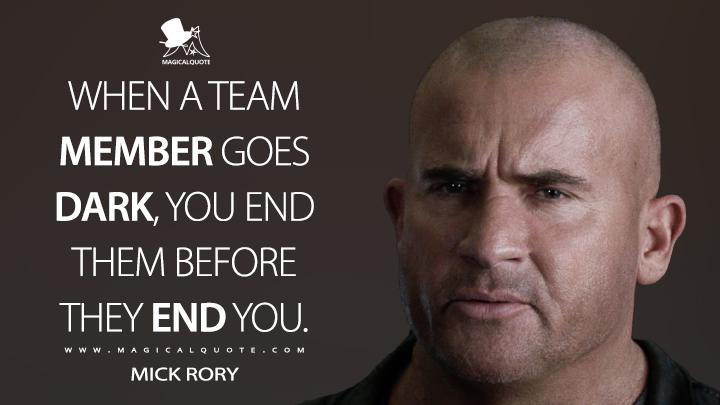 MAGICALQUOTE
WHEN A TEAM
MEMBER GOES
DARK, YOU END
THEM BEFORE
THEY END YOU.
WWW.MAGICALQUOTE.COM
MICK RORY